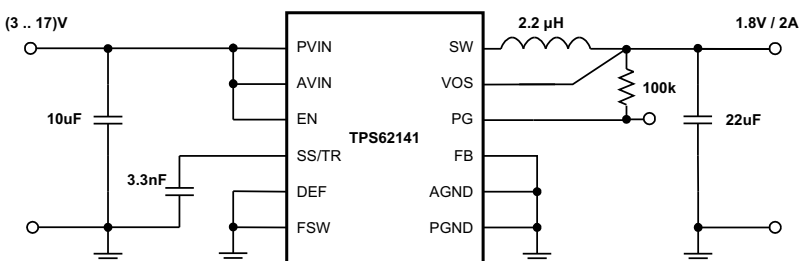 (3 .. 17)V
2.2 µH
1.8V / 2A
PVIN
SW
AVIN
VOS
100k
10uF
EN
PG
22uF
TPS62141
SS/TR
FB
3.3nF
DEF
AGND
FSW
PGND